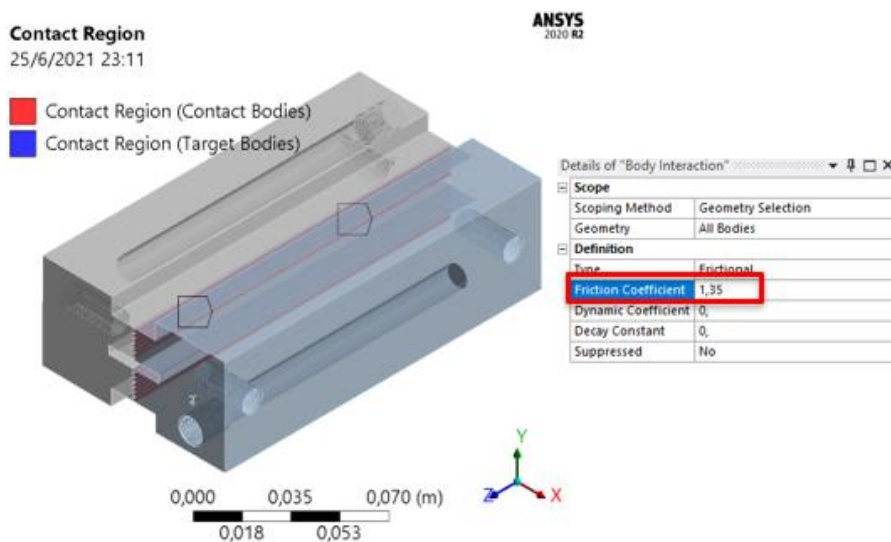 Contact Region
25/6/2021 23:11
Contact Region (Contact Bodies)
Contact Region (Target Bodies)
ANSYS
2020 R2
Details of "Body Interaction"
Scope
Scoping Method Geometry Selection
Geometry All Bodies
Definition
Type Frictional
Friction Coefficient 1,35
Dynamic Coefficient 0,
Decay Constant 0,
Suppressed No
Y
Z X
0,000 0,035 0,070 (m)
0,018 0,053